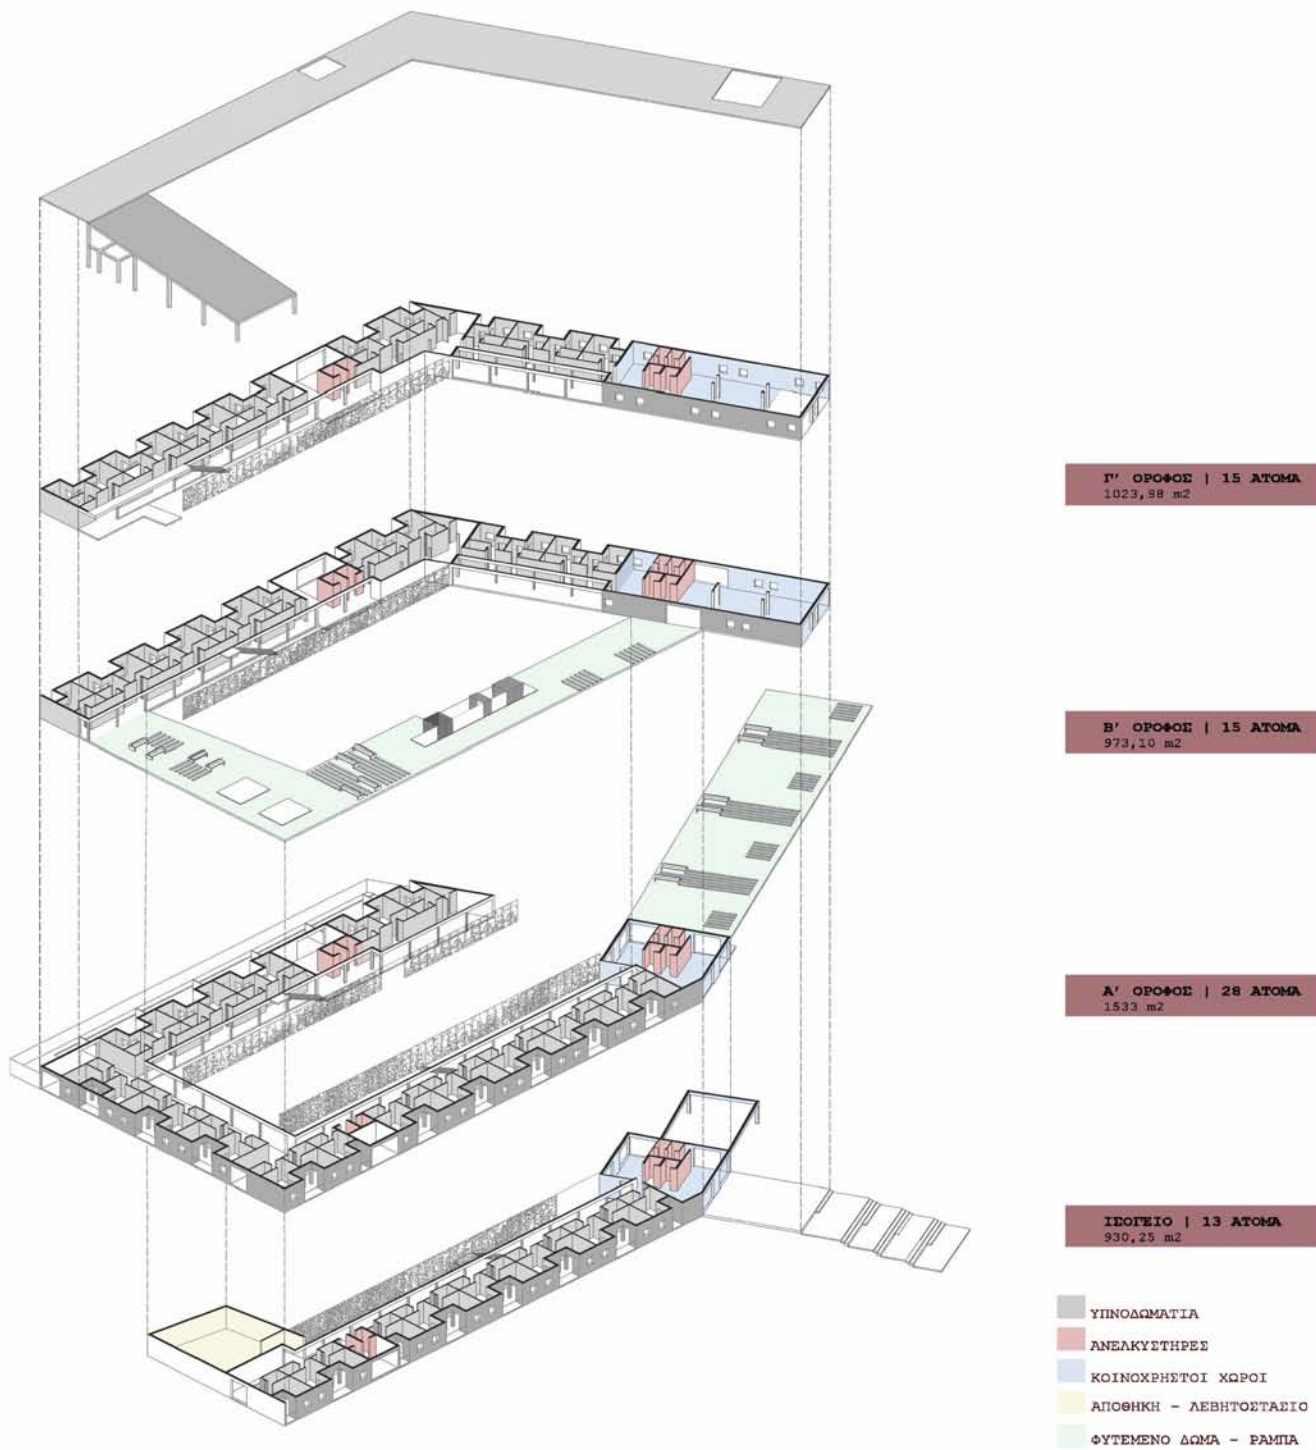 Γ' ΟΡΟΦΟΣ | 15 ΑΤΟΜΑ
1023,98 m2
Β' ΟΡΟΦΟΣ | 15 ΑΤΟΜΑ
973,10 m2
Α' ΟΡΟΦΟΣ | 28 ΑΤΟΜΑ
1533 m2
ΙΣΟΓΕΙΟ | 13 ΑΤΟΜΑ
930,25 m2
ΥΠΝΟΔΩΜΑΤΙΑ
ΑΝΕΛΚΥΣΤΗΡΕΣ
ΚΟΙΝΟΧΡΗΣΤΟΙ ΧΩΡΟΙ
ΑΠΟΘΗΚΗ - ΛΕΒΗΤΟΣΤΑΣΙΟ
ΦΥΤΕΜΕΝΟ ΔΩΜΑ - ΡΑΜΠΑ